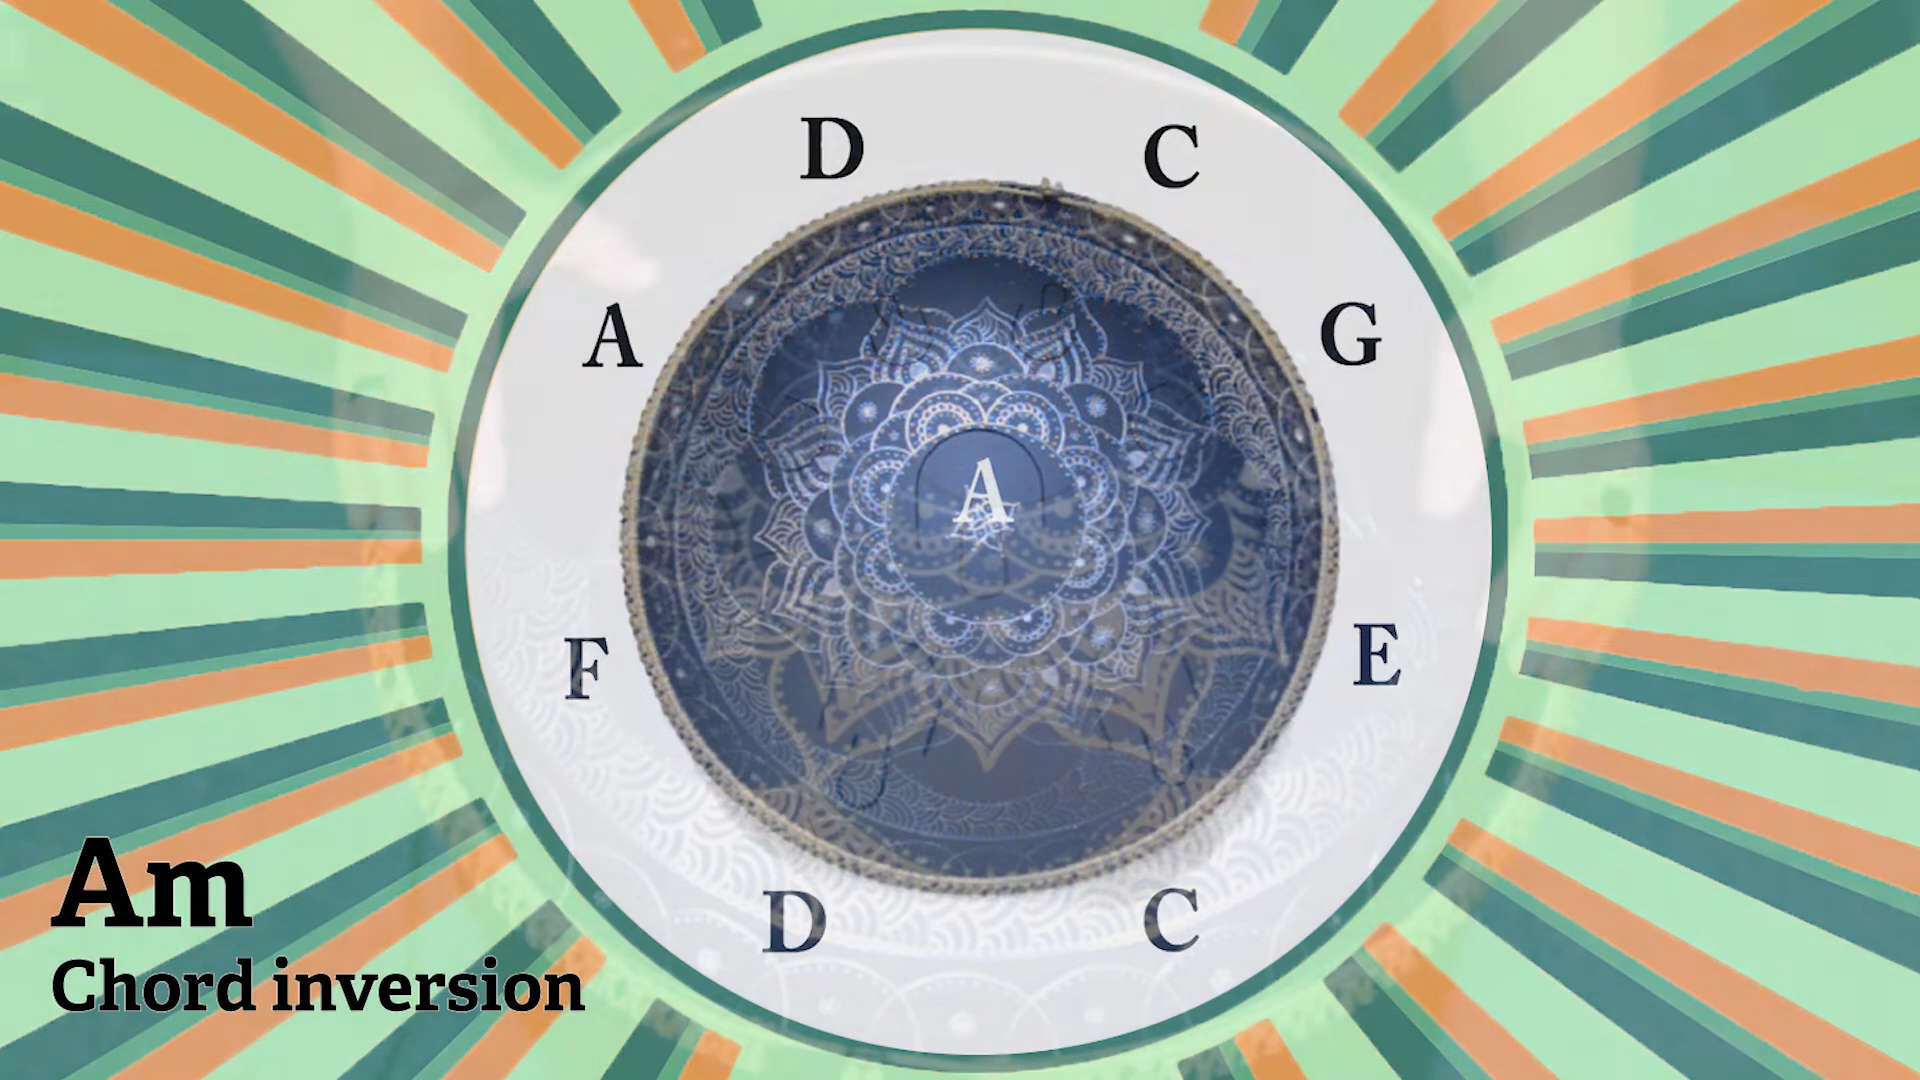 D C
A G
A
F E
D C
Am
Chord inversion